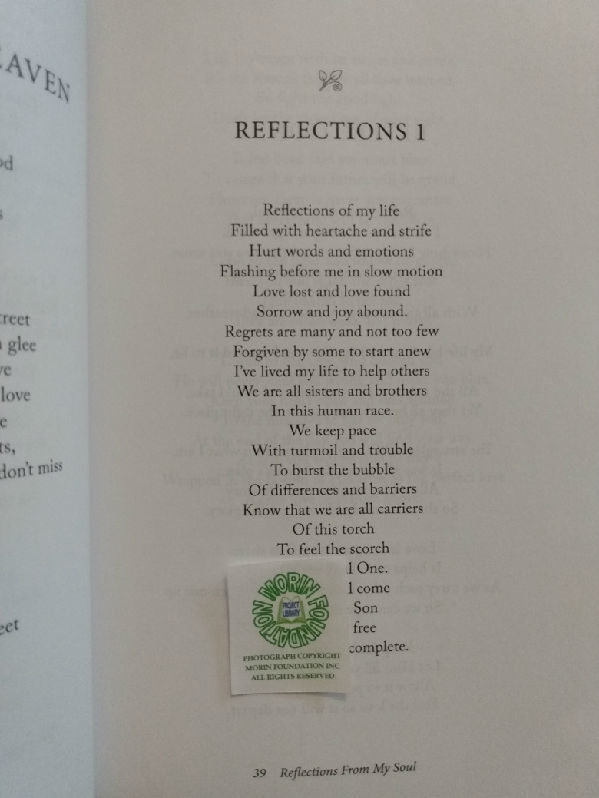 EAVEN
REFLECTIONS 1
Reflections of my life
Filled with heartache and strife
Hurt words and emotions
Flashing before me in slow motion
Love lost and love found
Sorrow and joy abound.
Regrets are many and not too few
Forgiven by some to start anew
I've lived my life to help others
We are all sisters and brothers
In this human race.
We keep pace
With turmoil and trouble
To burst the bubble
Of differences and barriers
Know that we are all carriers
Of this torch
To feel the scorch
One.
come
Son
free
complete.
glee
love
don't miss
MORIN FOUNDATION
PROJECT
LIBRARY
PHOTOGRAPH COPYRIGHT
MORIN FOUNDATION INC
ALL RIGHTS RESERVED
39 Reflections From My Soul